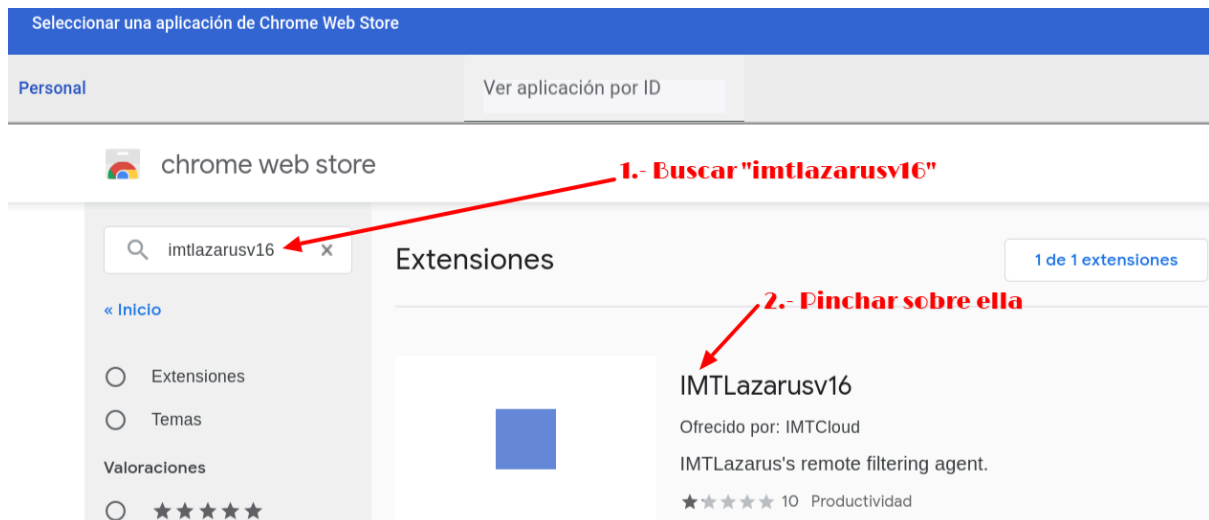 Seleccionar una aplicación de Chrome Web Store
Personal
Ver aplicación por ID
chrome web store
1.- Buscar "imtlazarusv16"
imtlazarusv16
Extensiones
1 de 1 extensiones
« Inicio
2.- Pinchar sobre ella
Extensiones
Temas
Valoraciones
IMTLazarusv16
Ofrecido por: IMTCloud
IMTLazarus's remote filtering agent.
10 Productividad